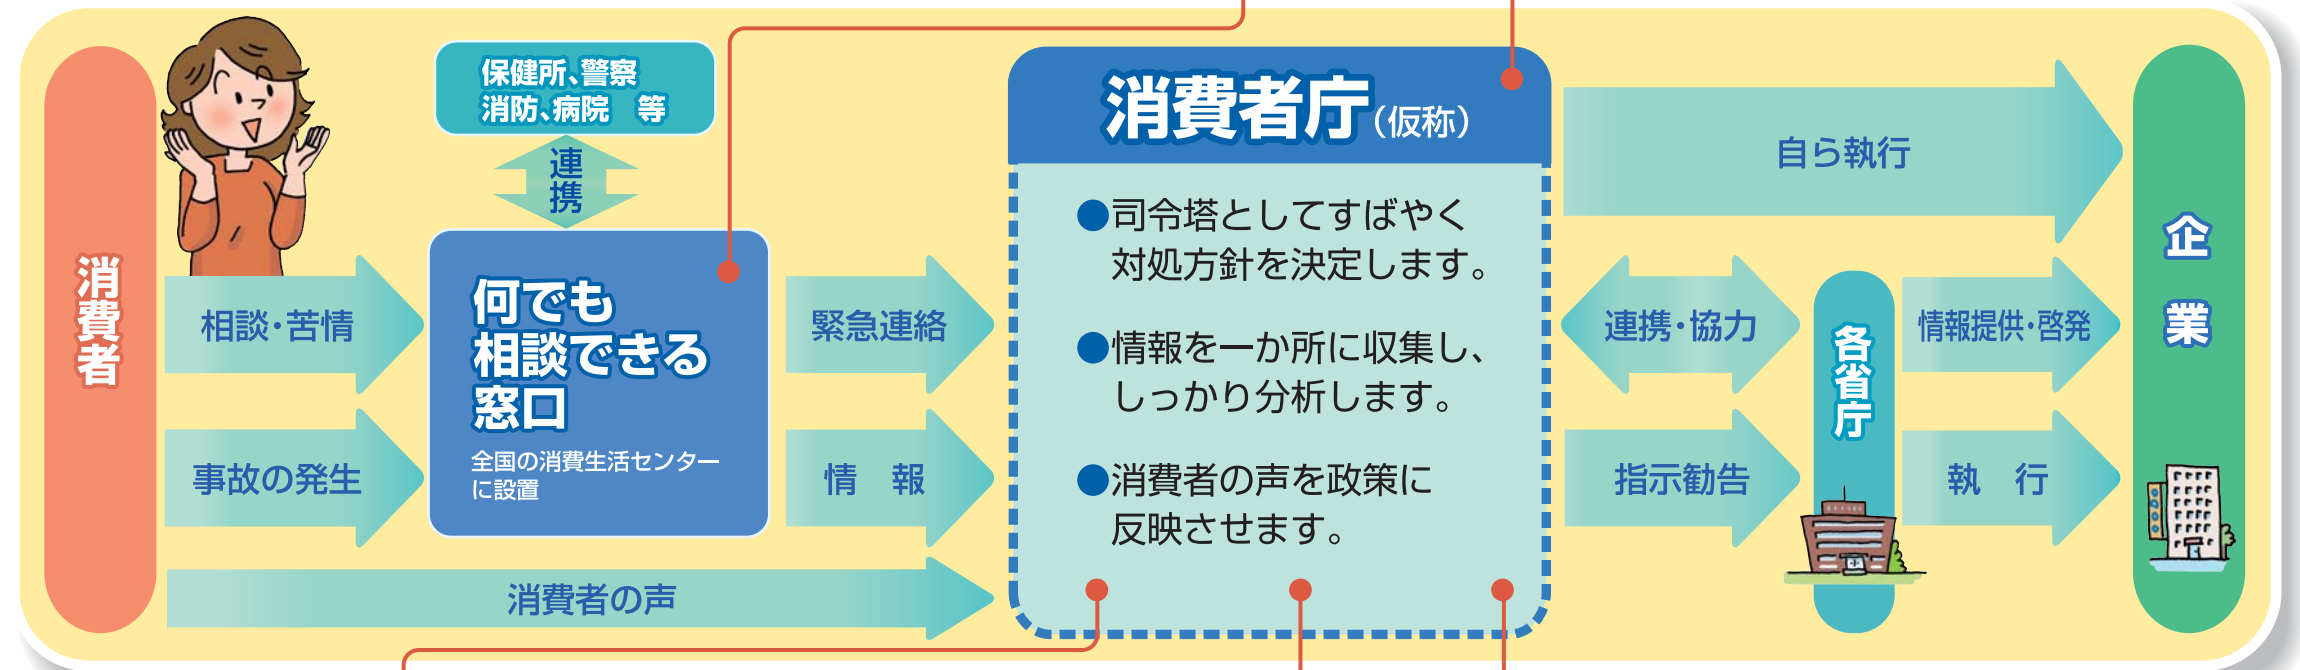 消費者
保健所、警察
消防、病院　等
連携
相談・苦情
事故の発生
何でも
相談できる
窓口
全国の消費生活センター
に設置
緊急連絡
情　報
消費者の声
消費者庁（仮称）
●司令塔としてすばやく
対処方針を決定します。
●情報を一か所に収集し、
しっかり分析します。
●消費者の声を政策に
反映させます。
自ら執行
連携・協力
指示勧告
各省庁
情報提供・啓発
執　行
企業